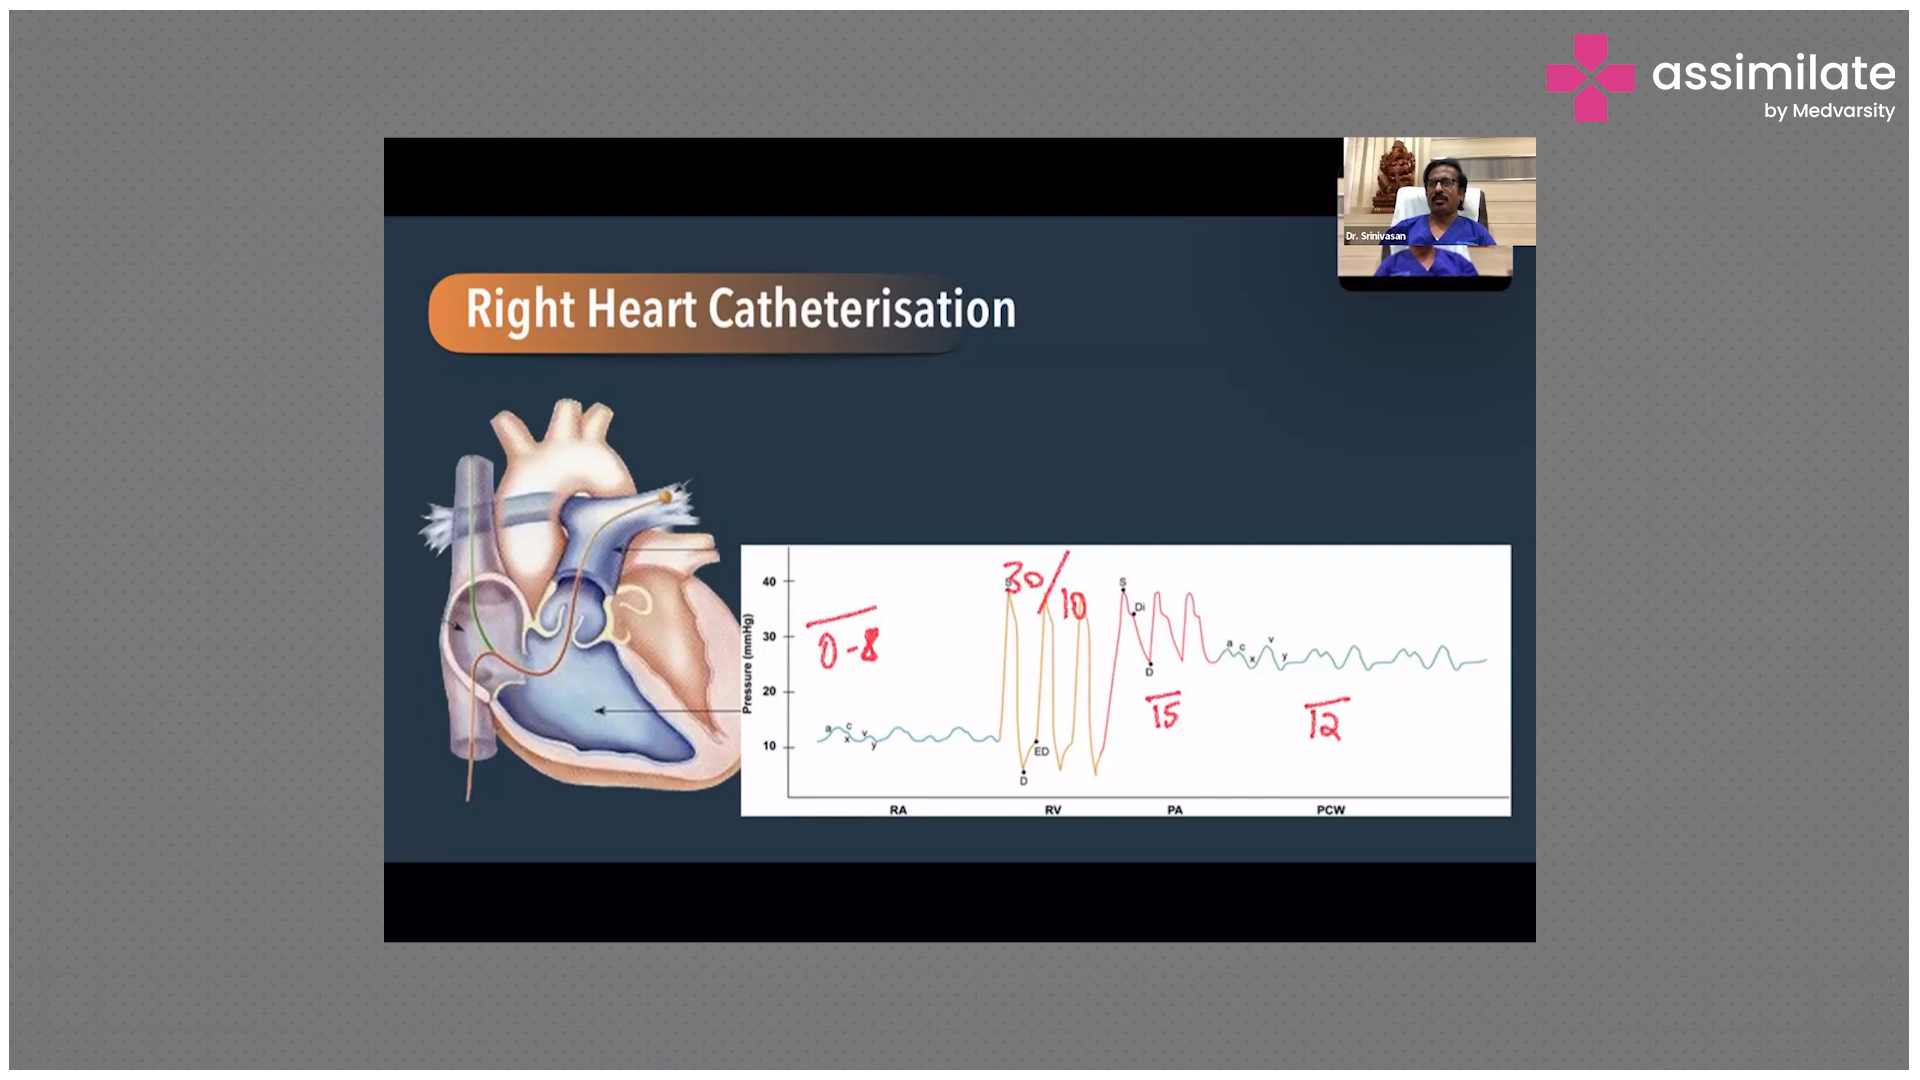 assimilate
by Medvarsity
Dr. Srinivasan
Right Heart Catheterisation
Pressure (mmHg)
40
30
20
10
0-8
a
c
x
v
y
S
30/10
D
ED
S
Di
D
15
a
c
x
v
y
12
RA
RV
PA
PCW